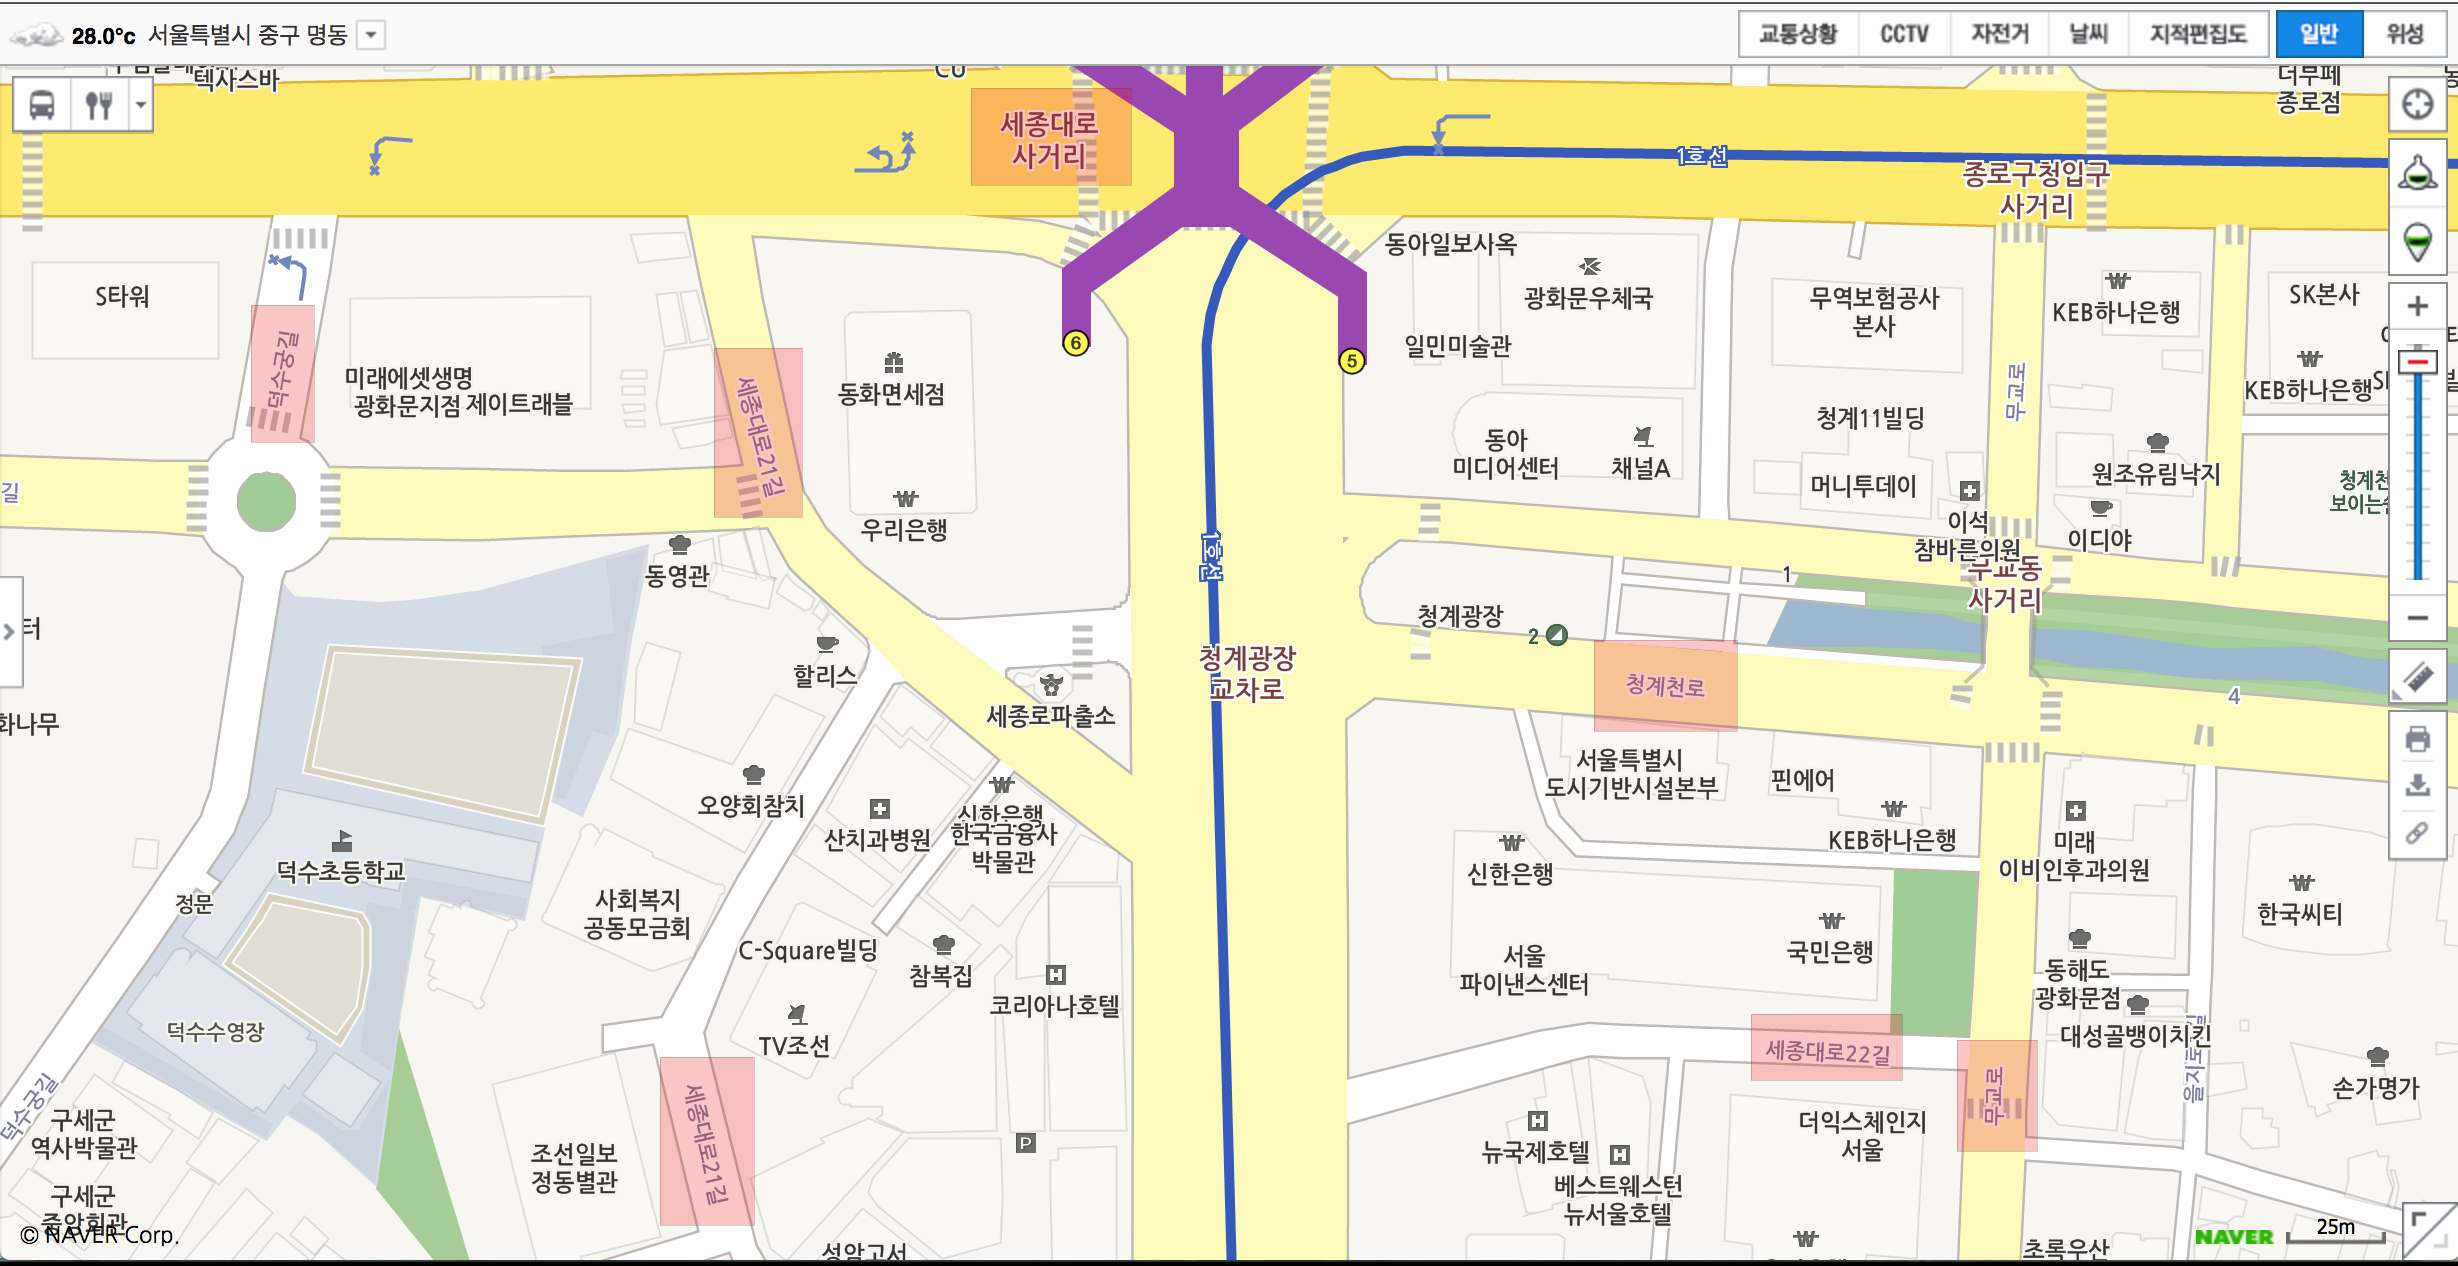 28.0°c 서울특별시 중구 명동
교통상황 CCTV 자전거 날씨 지적편집도 일반 위성
텍사스바
CU
더무페
종로점
세종대로
사거리
1호선
종로구청입구
사거리
S타워
덕수궁길
미래에셋생명
광화문지점
제이트래블
세종대로21길
동화면세점
우리은행
6
5
동아일보사옥
광화문우체국
일민미술관
동아
미디어센터
채널A
무역보험공사
본사
청계11빌딩
머니투데이
무교로
KEB하나은행
SK본사
KEB하나은행
원조유림낙지
이디야
이석
참바른의원
무교동
사거리
길
동영관
할리스
세종로파출소
1호선
청계광장
교차로
청계광장
1
2
청계천로
4
터
화나무
덕수초등학교
정문
덕수수영장
오양회참치
산치과병원
신한은행
한국금융사
박물관
사회복지
공동모금회
C-Square빌딩
참복집
코리아나호텔
TV조선
서울특별시
도시기반시설본부
핀에어
KEB하나은행
신한은행
서울
파이낸스센터
국민은행
미래
이비인후과의원
동해도
광화문점
대성골뱅이치킨
한국씨티
손가명가
덕수궁길
구세군
역사박물관
구세군
중앙회관
조선일보
정동별관
세종대로21길
P
성암고서
세종대로22길
무교로
더익스체인지
서울
뉴국제호텔
베스트웨스턴
뉴서울호텔
초록우산
© NAVER Corp.
NAVER
25m